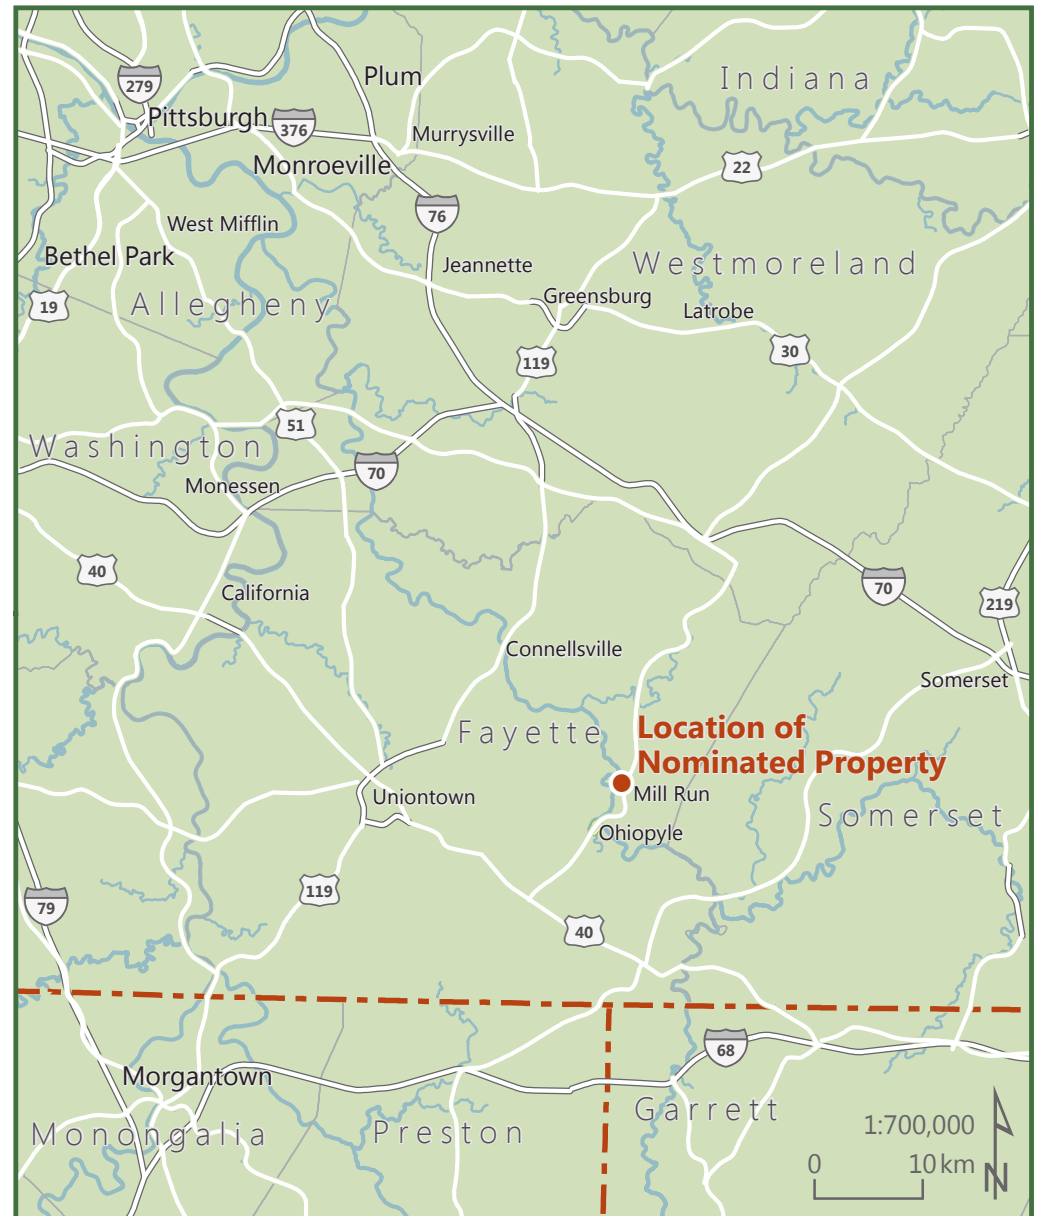 Plum
Indiana
279
Pittsburgh
376
Murrysville
Monroeville
22
76
West Mifflin
Bethel Park
Jeannette
Westmoreland
19
Allegheny
Greensburg
Latrobe
119
30
51
Washington
70
Monessen
40
70
California
219
Connellsville
Somerset
Fayette
Location of
Nominated Property
Mill Run
Uniontown
Somerset
Ohiopyle
119
79
40
68
Morgantown
Garrett
Monongalia
Preston
1:700,000
0 10 km
N